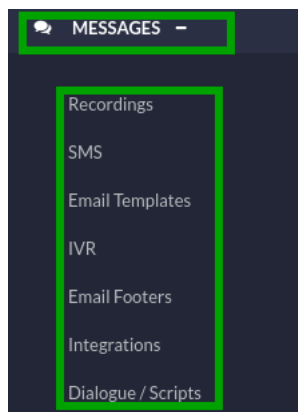 MESSAGES –
Recordings
SMS
Email Templates
IVR
Email Footers
Integrations
Dialogue / Scripts